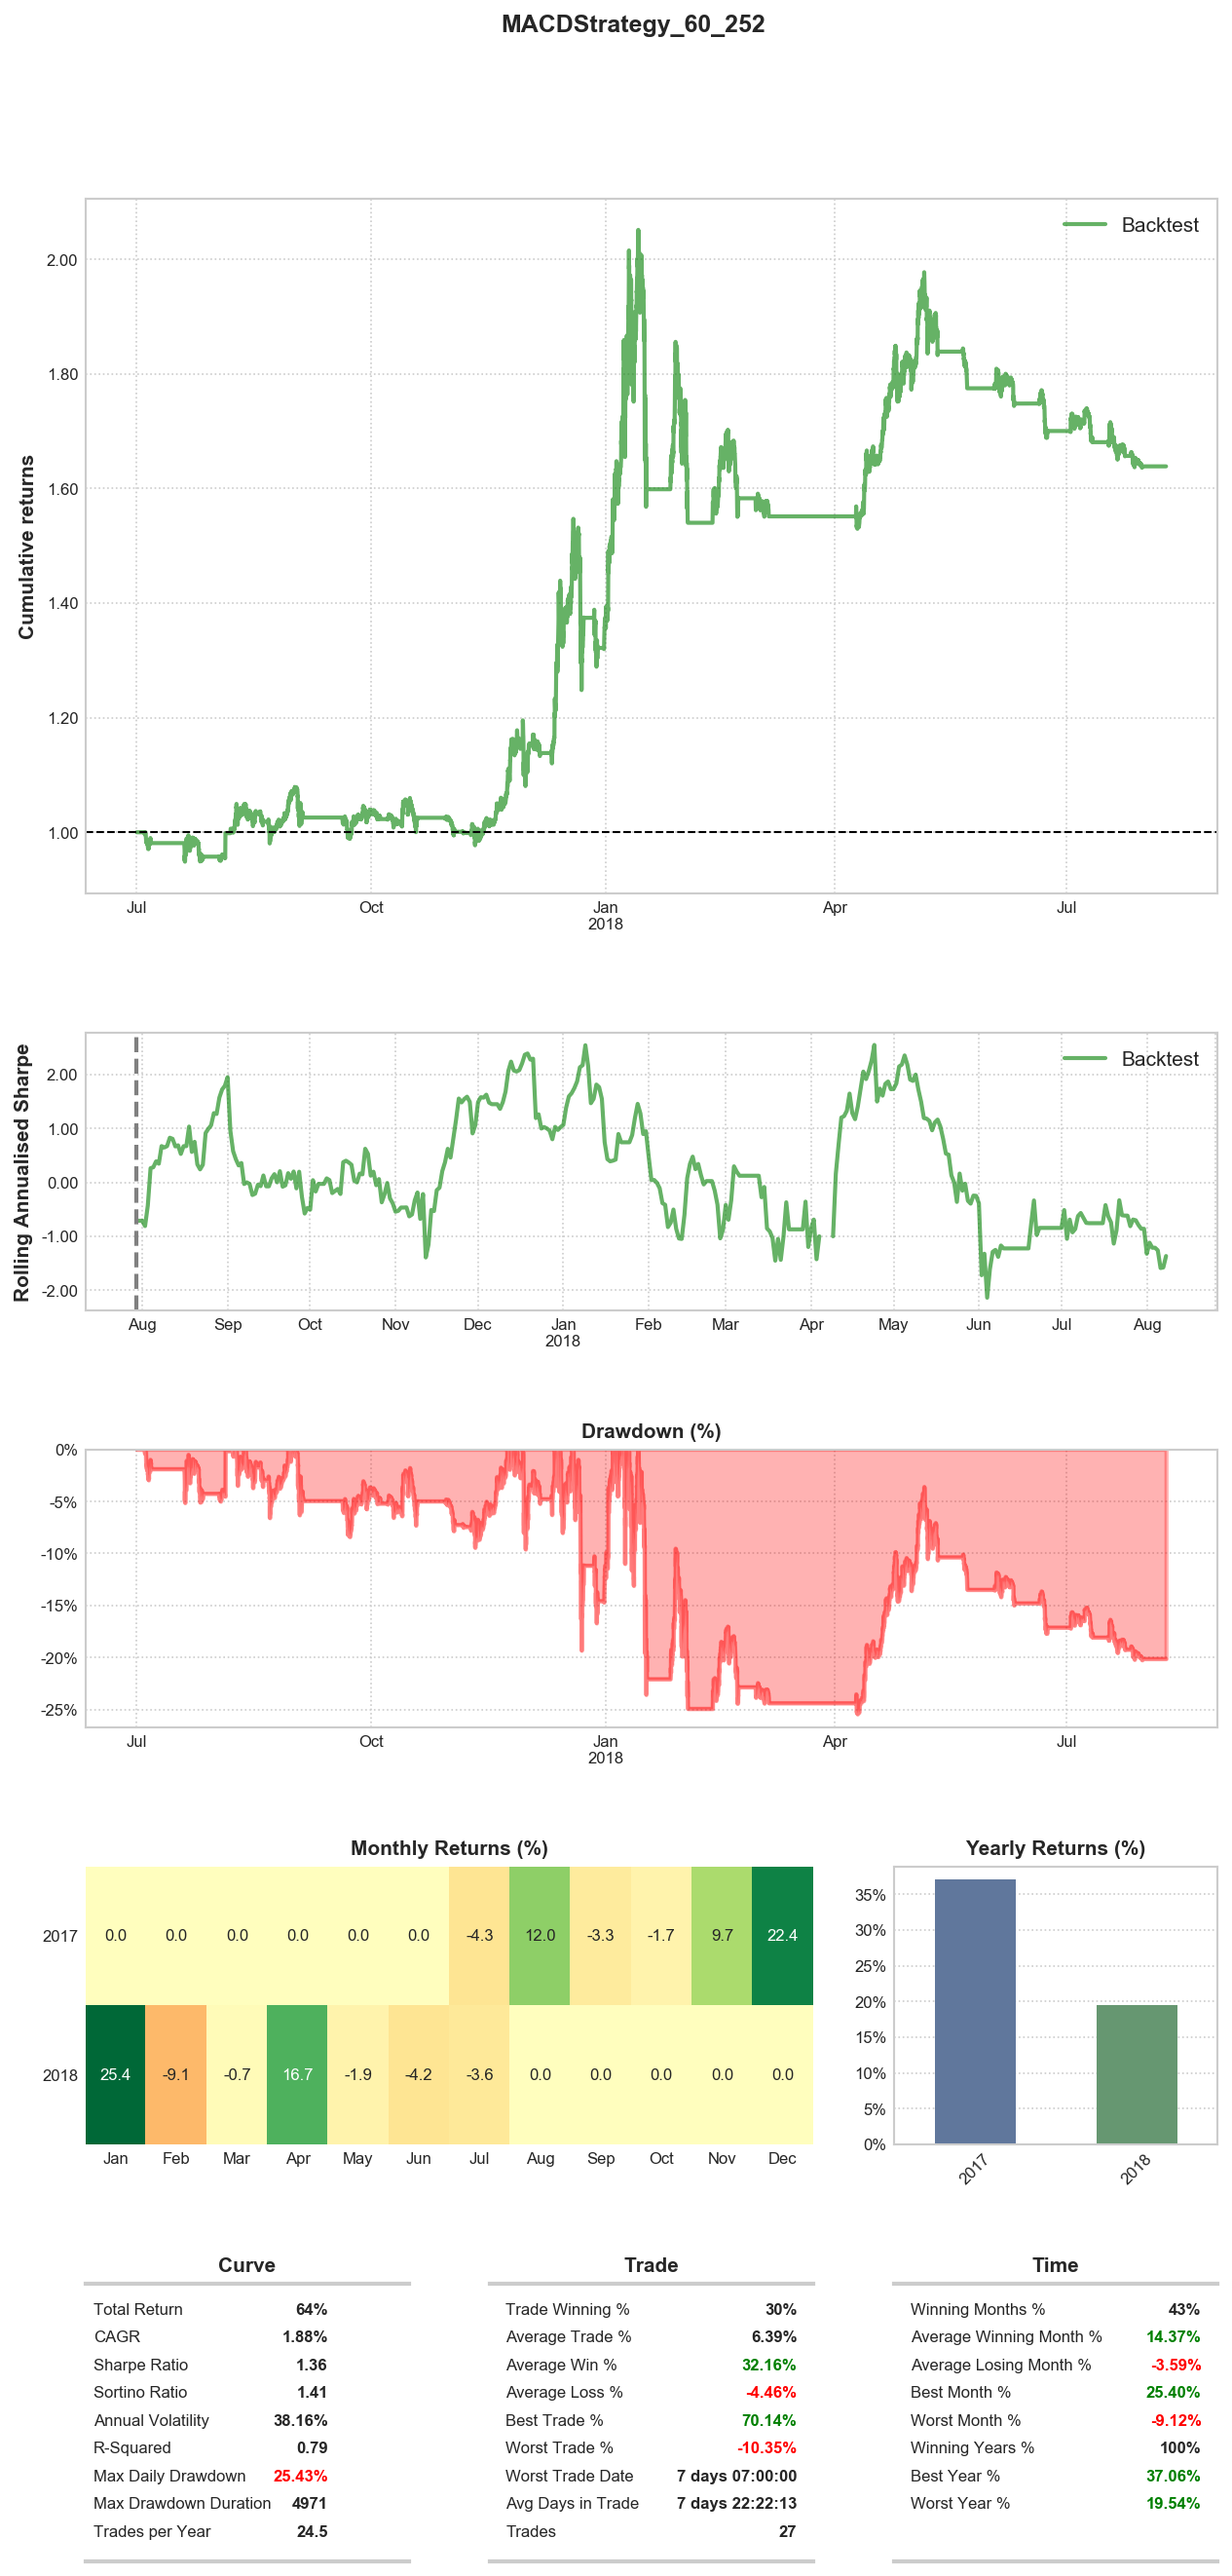 MACDStrategy_60_252
Backtest
2.00
1.80
1.60
1.40
1.20
1.00
Cumulative returns
Jul Oct Jan Apr Jul
2018
Backtest
2.00
1.00
0.00
-1.00
-2.00
Rolling Annualised Sharpe
Aug Sep Oct Nov Dec Jan Feb Mar Apr May Jun Jul Aug
2018
Drawdown (%)
0%
-5%
-10%
-15%
-20%
-25%
Jul Oct Jan Apr Jul
2018
Monthly Returns (%)
2017 0.0 0.0 0.0 0.0 0.0 0.0 -4.3 12.0 -3.3 -1.7 9.7 22.4
2018 25.4 -9.1 -0.7 16.7 -1.9 -4.2 -3.6 0.0 0.0 0.0 0.0 0.0
Jan Feb Mar Apr May Jun Jul Aug Sep Oct Nov Dec
Yearly Returns (%)
35%
30%
25%
20%
15%
10%
5%
0%
2017 2018
Curve
Total Return 64%
CAGR 1.88%
Sharpe Ratio 1.36
Sortino Ratio 1.41
Annual Volatility 38.16%
R-Squared 0.79
Max Daily Drawdown 25.43%
Max Drawdown Duration 4971
Trades per Year 24.5
Trade
Trade Winning % 30%
Average Trade % 6.39%
Average Win % 32.16%
Average Loss % -4.46%
Best Trade % 70.14%
Worst Trade % -10.35%
Worst Trade Date 7 days 07:00:00
Avg Days in Trade 7 days 22:22:13
Trades 27
Time
Winning Months % 43%
Average Winning Month % 14.37%
Average Losing Month % -3.59%
Best Month % 25.40%
Worst Month % -9.12%
Winning Years % 100%
Best Year % 37.06%
Worst Year % 19.54%